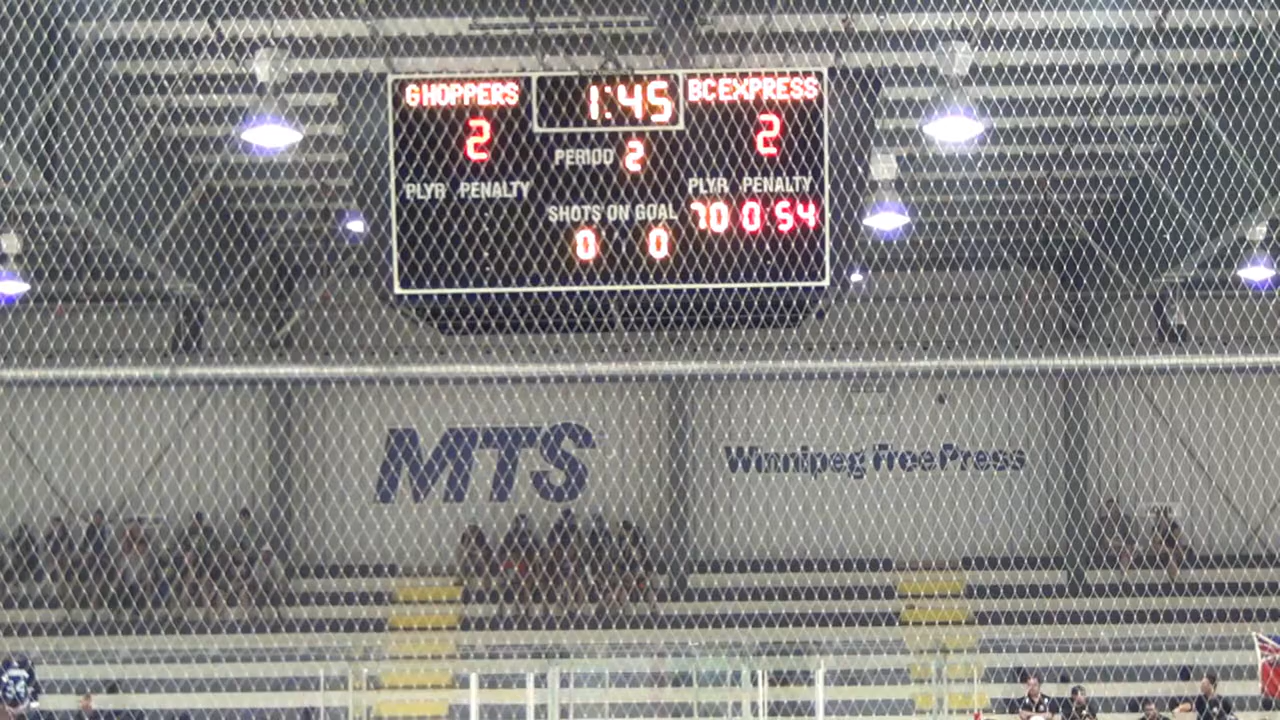 GHOPPERS
1:45
BCEXPRESS
2
PERIOD 2
2
PLYR PENALTY
PLYR PENALTY
SHOTS ON GOAL
70 0:54
0 0
MTS
Winnipeg Free Press